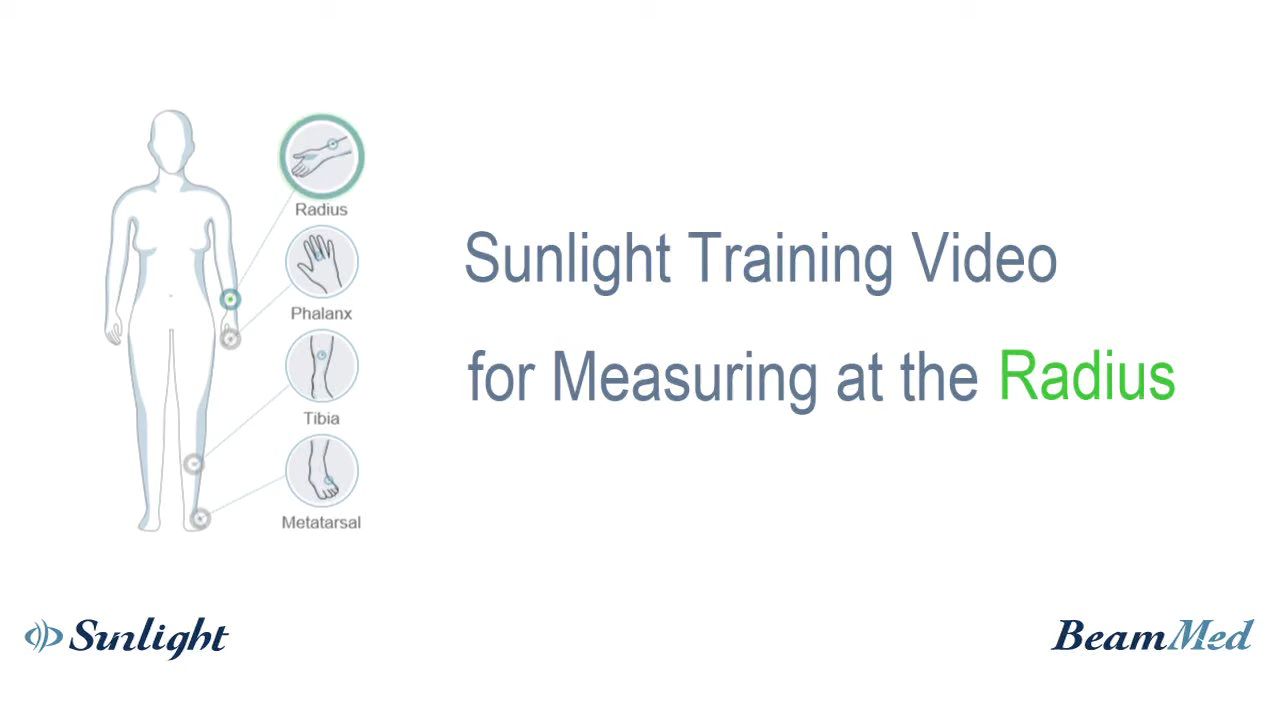 Radius
Phalanx
Tibia
Metatarsal
Sunlight Training Video
for Measuring at the Radius
Sunlight
BeamMed